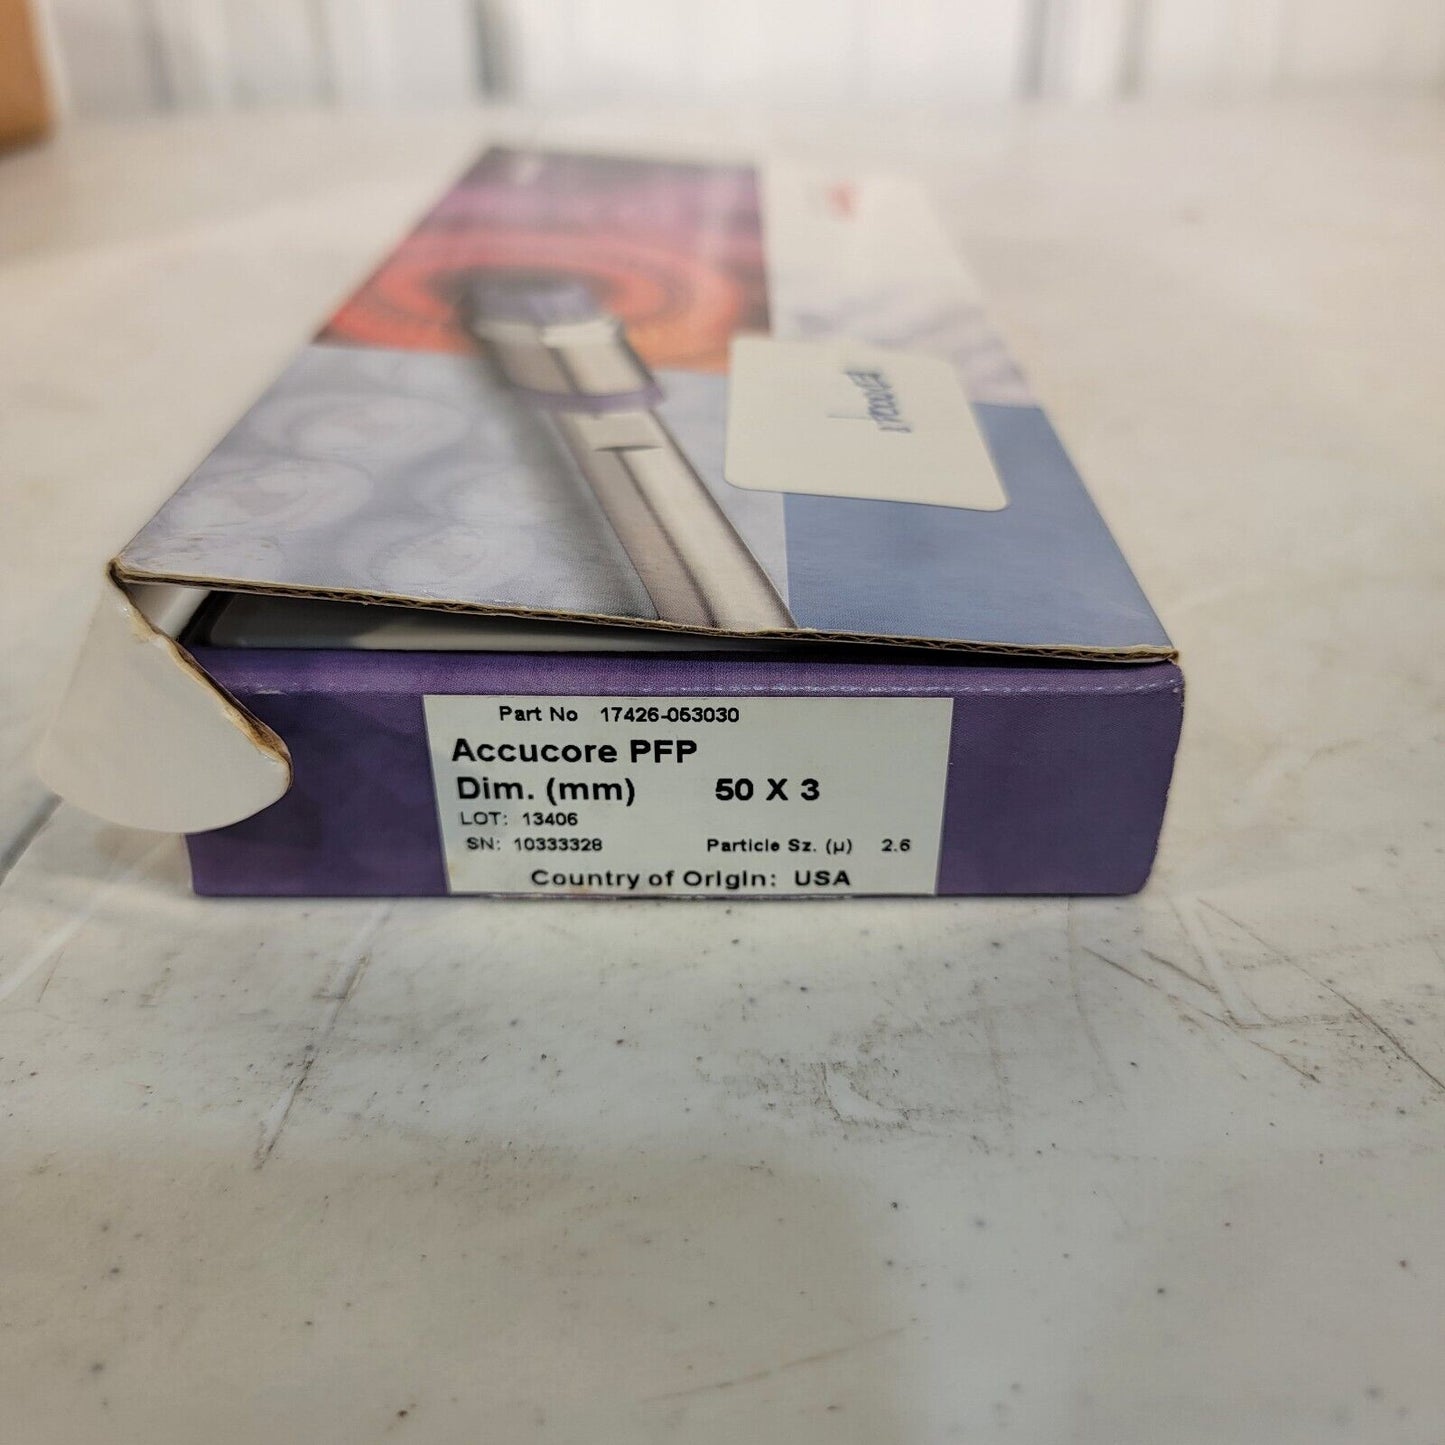 Part No 17426-053030
Accucore PFP
Dim. (mm) 50 X 3
LOT: 13406
SN: 10333328 Particle Sz. (µ) 2.6
Country of Origin: USA